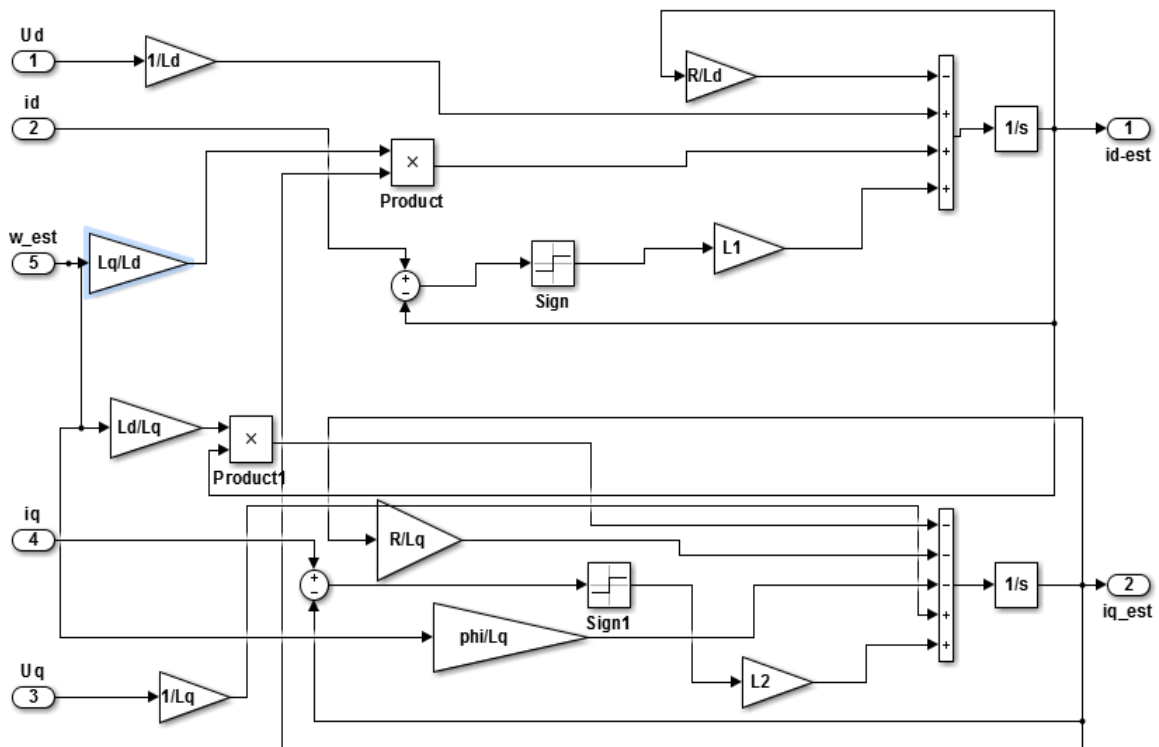 Ud
1
1/Ld
R/Ld
−
+
+
+
1/s
1
id-est
id
2
×
Product
w_est
5
Lq/Ld
+
−
Sign
L1
Ld/Lq
×
Product1
iq
4
R/Lq
+
−
Sign1
phi/Lq
−
−
−
+
+
1/s
2
iq_est
L2
Uq
3
1/Lq